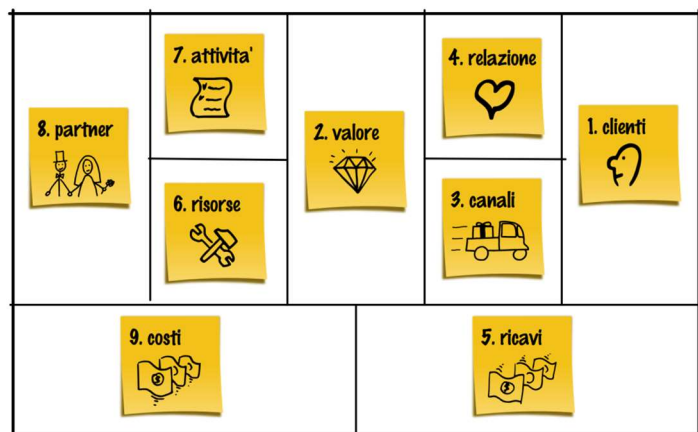 8. partner
7. attivita'
6. risorse
2. valore
4. relazione
3. canali
1. clienti
9. costi
5. ricavi